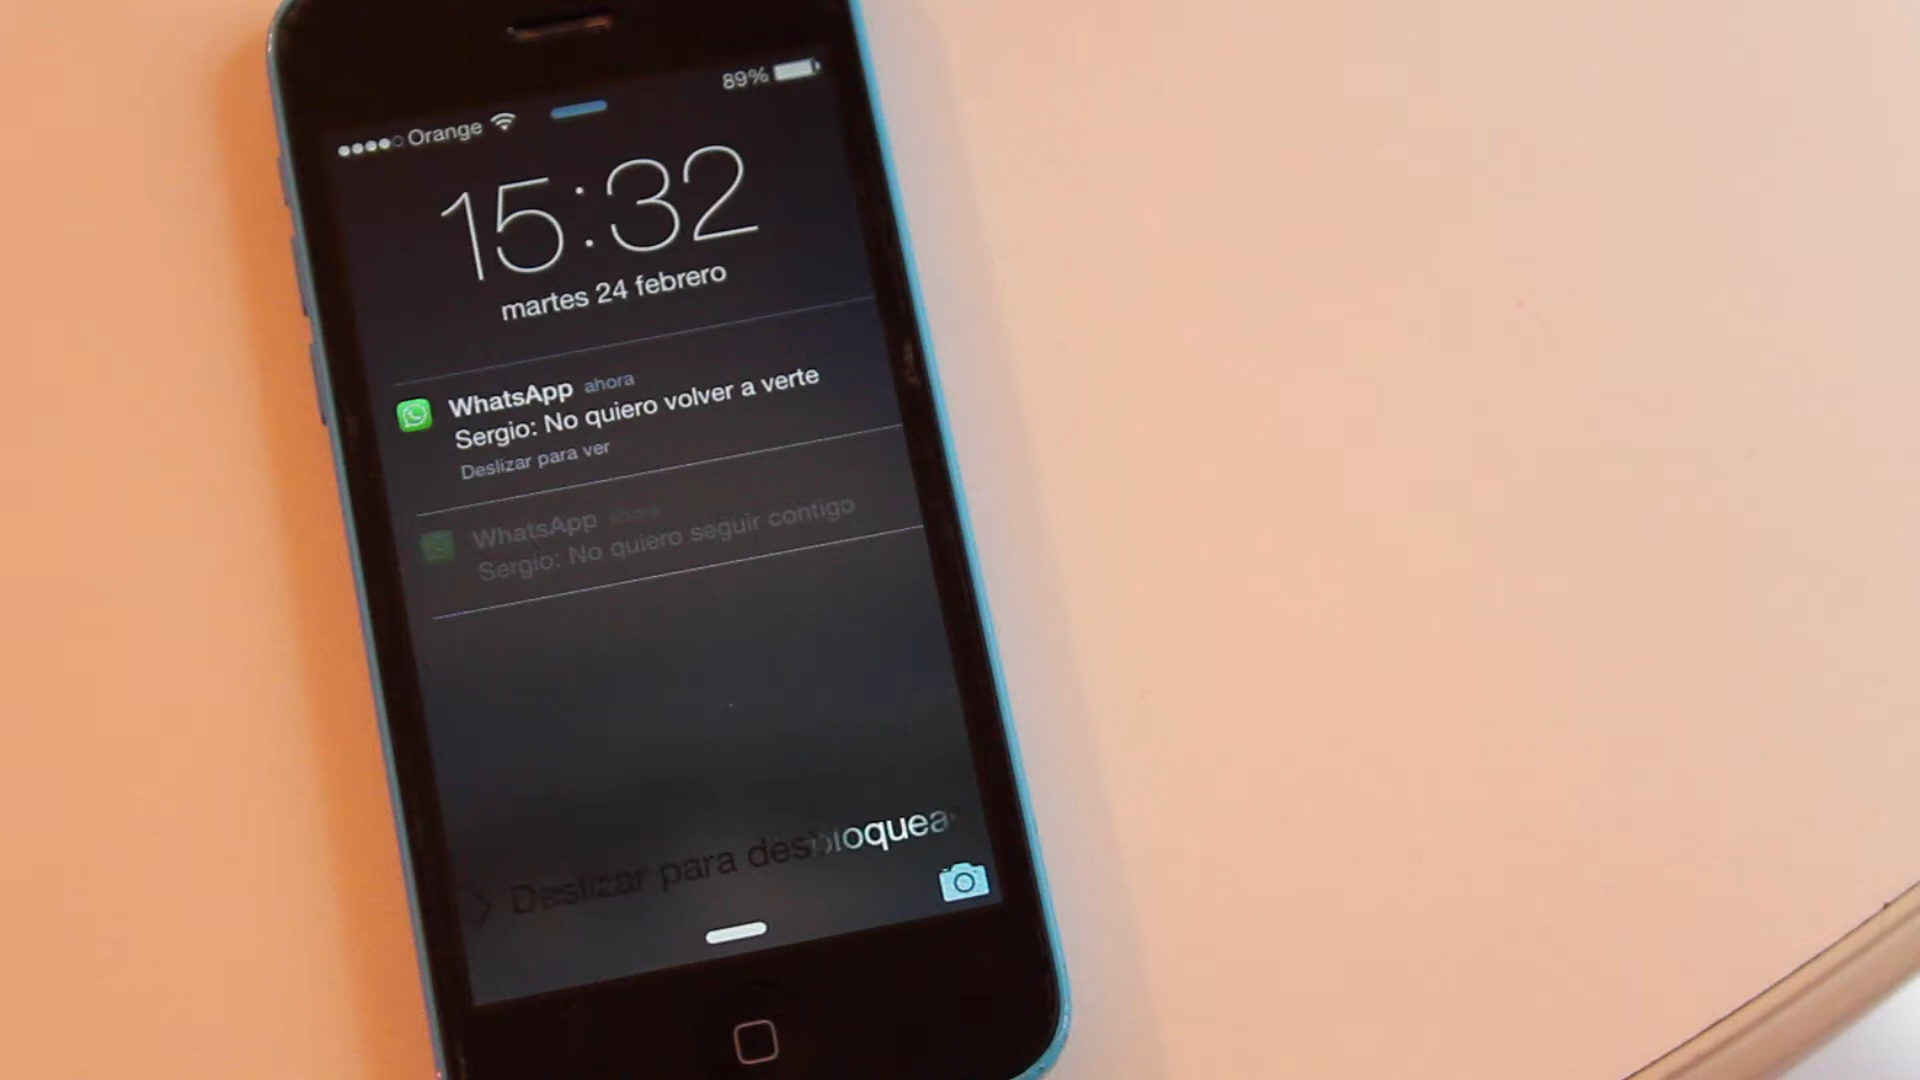 89%
Orange
15:32
martes 24 febrero
WhatsApp ahora
Sergio: No quiero volver a verte
Deslizar para ver
WhatsApp ahora
Sergio: No quiero seguir contigo
Deslizar para desbloquear